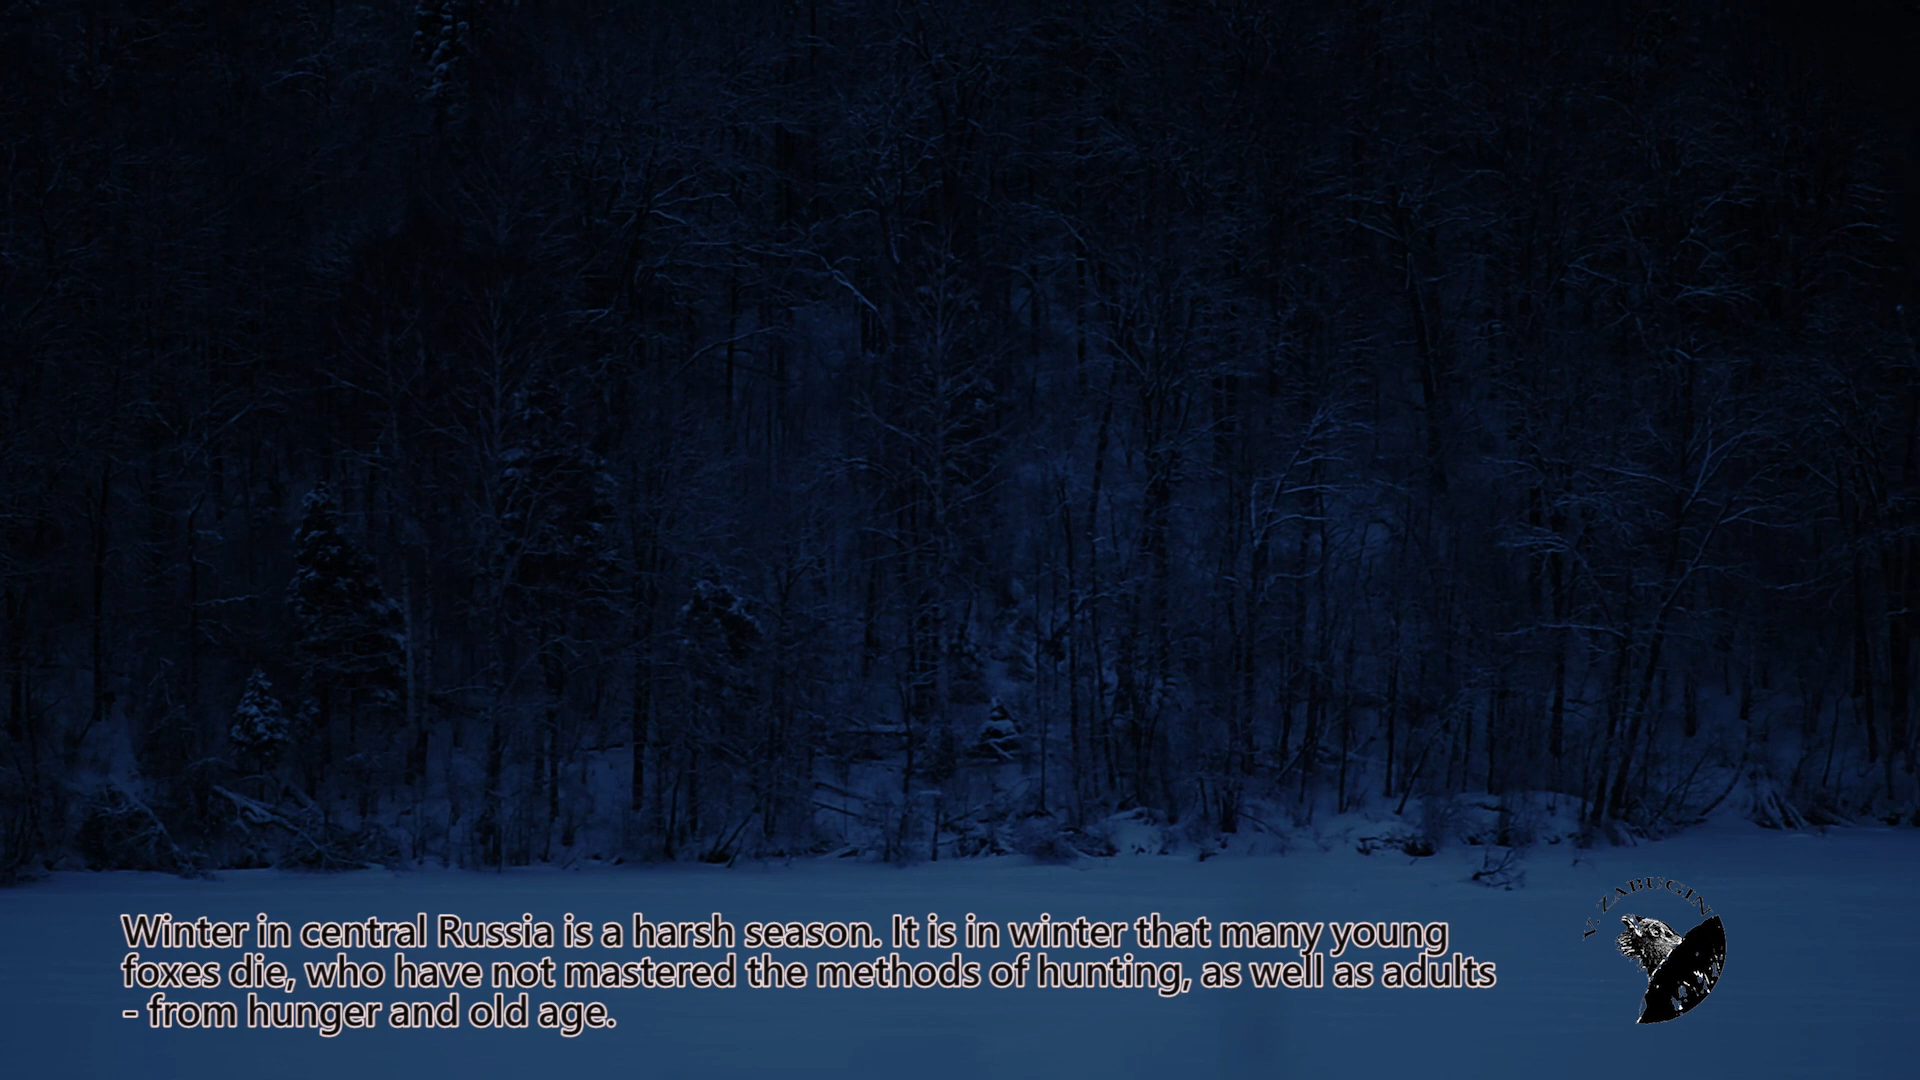 V. ZABUGIN
Winter in central Russia is a harsh season. It is in winter that many young
foxes die, who have not mastered the methods of hunting, as well as adults
- from hunger and old age.